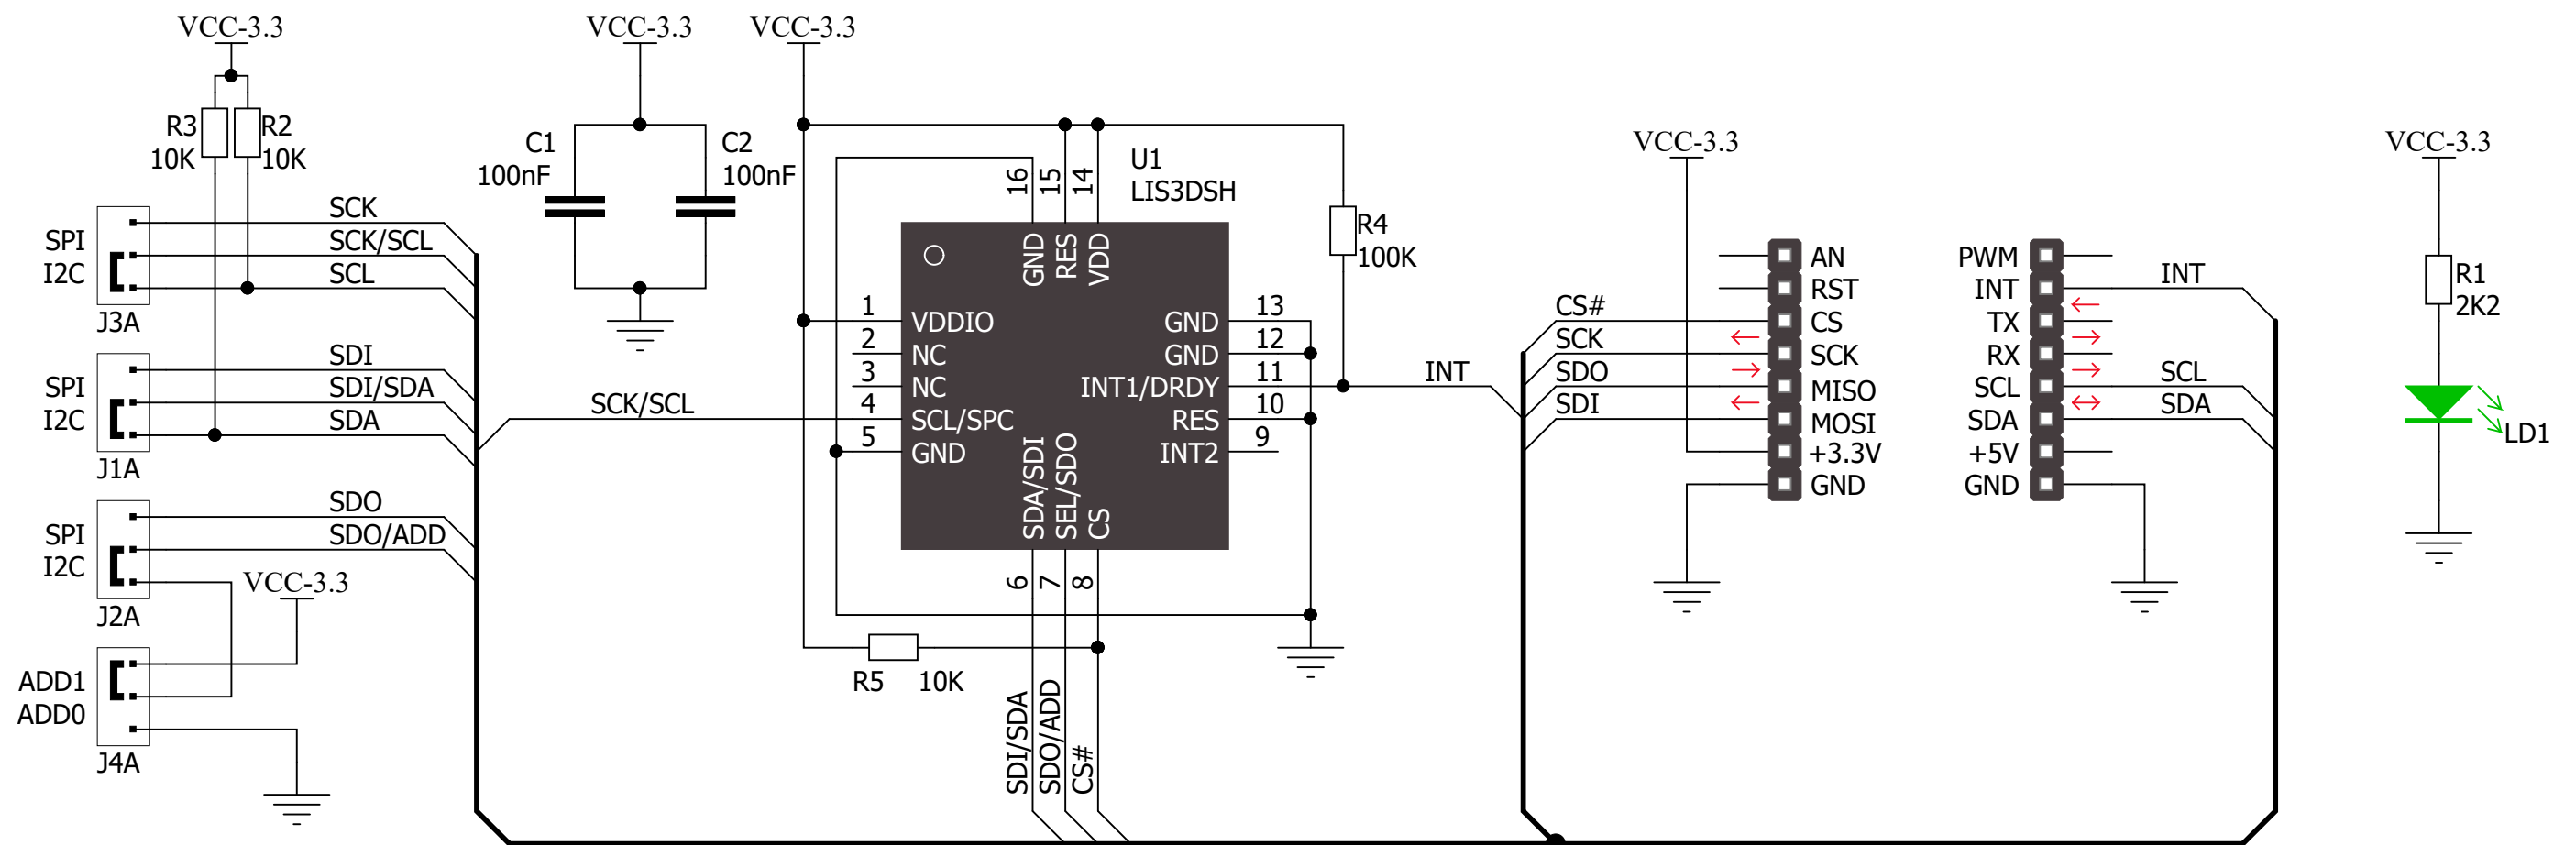 VCC-3.3
VCC-3.3
VCC-3.3
R3
10K
R2
10K
SPI
I2C
J3A
SCK
SCK/SCL
SCL
SPI
I2C
J1A
SDI
SDI/SDA
SDA
SPI
I2C
J2A
SDO
SDO/ADD
VCC-3.3
ADD1
ADD0
J4A
C1
100nF
C2
100nF
U1
LIS3DSH
16
15
14
GND
RES
VDD
1
VDDIO
2
NC
3
NC
4
SCL/SPC
5
GND
SCK/SCL
13
GND
12
GND
11
INT1/DRDY
10
RES
9
INT2
SDA/SDI
SEL/SDO
CS
6
7
8
R4
100K
INT
R5
10K
SDI/SDA
SDO/ADD
CS#
VCC-3.3
CS#
SCK
SDO
SDI
AN
RST
CS
SCK
MISO
MOSI
+3.3V
GND
PWM
INT
TX
RX
SCL
SDA
+5V
GND
INT
SCL
SDA
VCC-3.3
R1
2K2
LD1